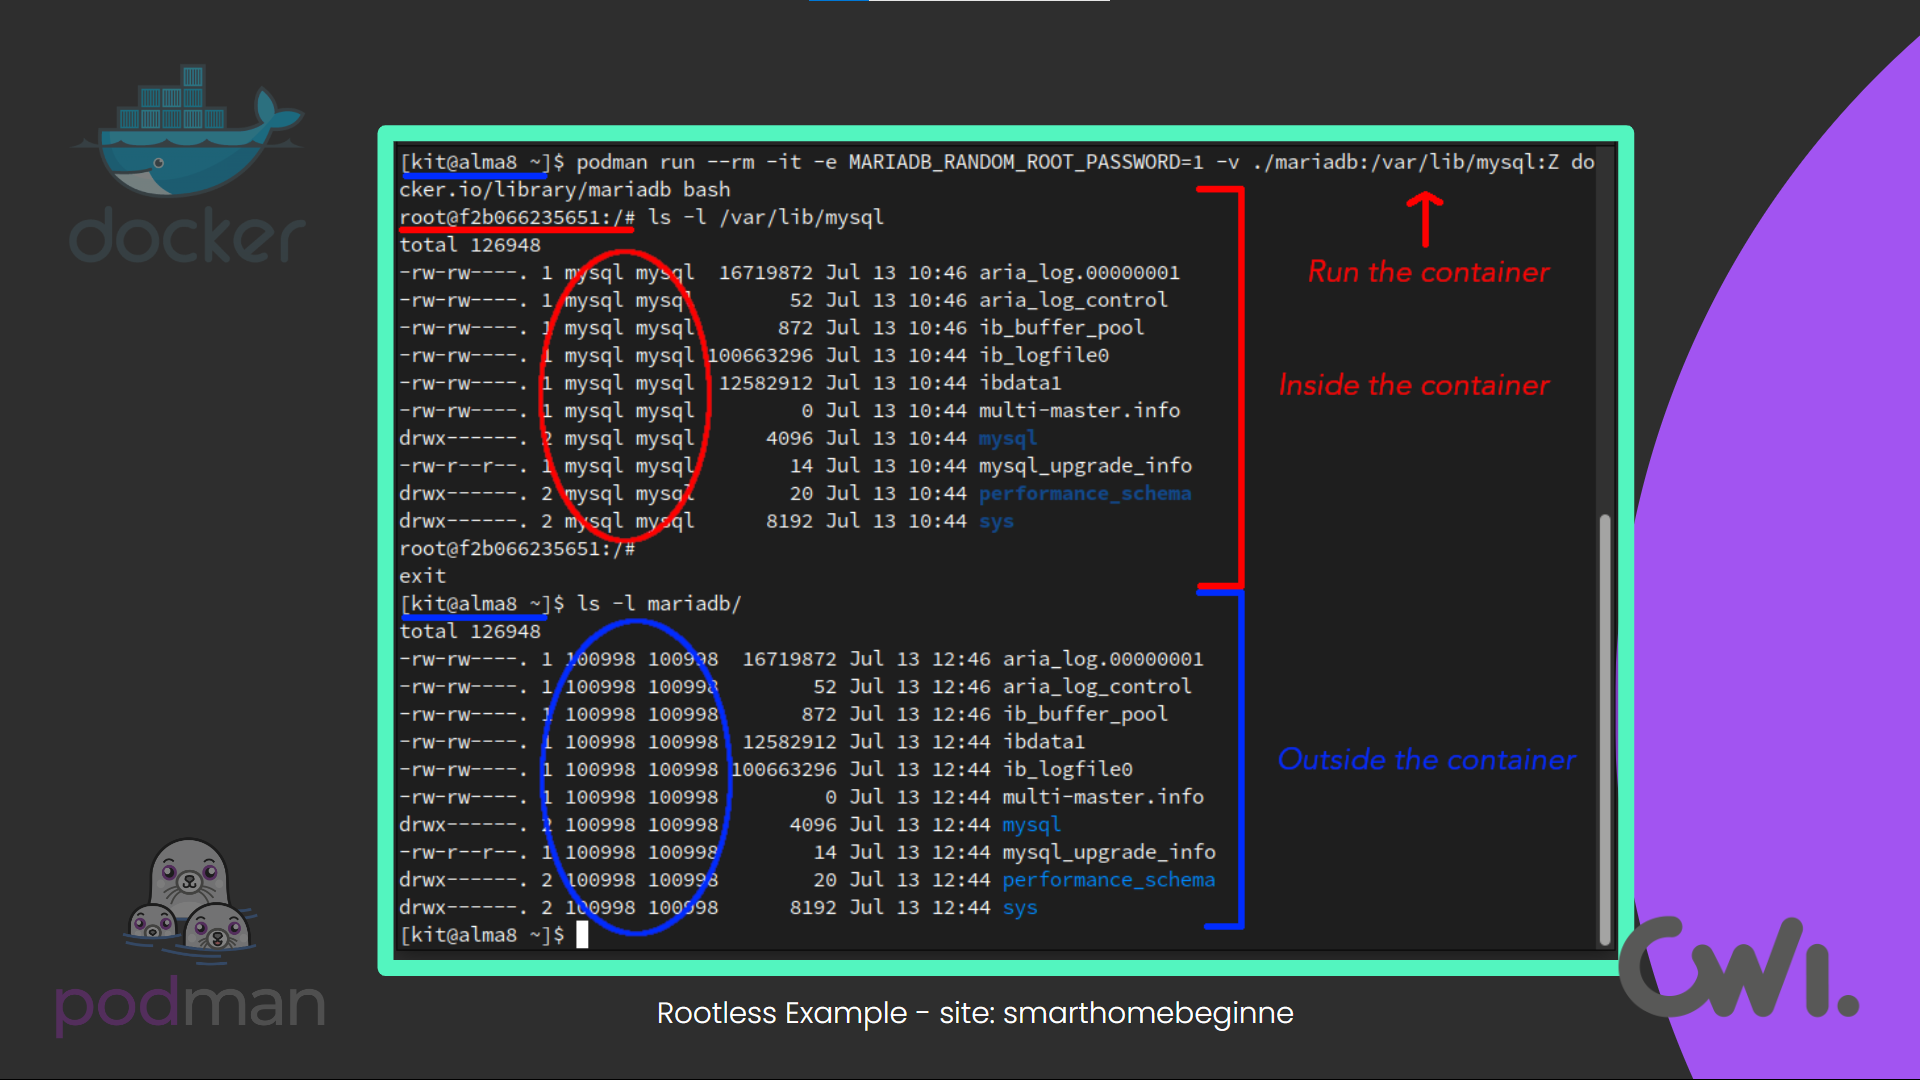 docker
[kit@alma8 ~]$ podman run --rm -it -e MARIADB_RANDOM_ROOT_PASSWORD=1 -v ./mariadb:/var/lib/mysql:Z do
cker.io/library/mariadb bash
root@f2b066235651:/# ls -l /var/lib/mysql
total 126948
-rw-rw----. 1 mysql mysql  16719872 Jul 13 10:46 aria_log.00000001
-rw-rw----. 1 mysql mysql        52 Jul 13 10:46 aria_log_control
-rw-rw----. 1 mysql mysql       872 Jul 13 10:46 ib_buffer_pool
-rw-rw----. 1 mysql mysql 100663296 Jul 13 10:44 ib_logfile0
-rw-rw----. 1 mysql mysql  12582912 Jul 13 10:44 ibdata1
-rw-rw----. 1 mysql mysql         0 Jul 13 10:44 multi-master.info
drwx------. 2 mysql mysql      4096 Jul 13 10:44 mysql
-rw-r--r--. 1 mysql mysql        14 Jul 13 10:44 mysql_upgrade_info
drwx------. 2 mysql mysql        20 Jul 13 10:44 performance_schema
drwx------. 2 mysql mysql      8192 Jul 13 10:44 sys
root@f2b066235651:/#
exit
[kit@alma8 ~]$ ls -l mariadb/
total 126948
-rw-rw----. 1 100998 100998  16719872 Jul 13 12:46 aria_log.00000001
-rw-rw----. 1 100998 100998        52 Jul 13 12:46 aria_log_control
-rw-rw----. 1 100998 100998       872 Jul 13 12:46 ib_buffer_pool
-rw-rw----. 1 100998 100998  12582912 Jul 13 12:44 ibdata1
-rw-rw----. 1 100998 100998 100663296 Jul 13 12:44 ib_logfile0
-rw-rw----. 1 100998 100998         0 Jul 13 12:44 multi-master.info
drwx------. 2 100998 100998      4096 Jul 13 12:44 mysql
-rw-r--r--. 1 100998 100998        14 Jul 13 12:44 mysql_upgrade_info
drwx------. 2 100998 100998        20 Jul 13 12:44 performance_schema
drwx------. 2 100998 100998      8192 Jul 13 12:44 sys
[kit@alma8 ~]$
Run the container
Inside the container
Outside the container
podman
Rootless Example - site: smarthomebeginne
CWI.